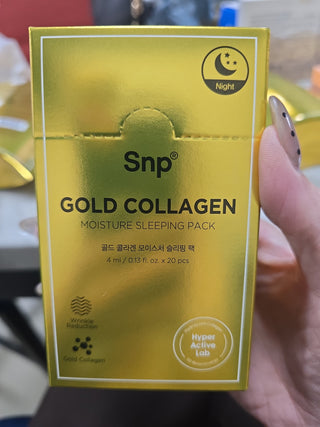 Night
Snp®
GOLD COLLAGEN
MOISTURE SLEEPING PACK
골드 콜라겐 모이스처 슬리핑 팩
4 ml / 0.13 fl. oz. x 20 pcs
Wrinkle
Reduction
Gold Collagen
Hyper
Active
Lab